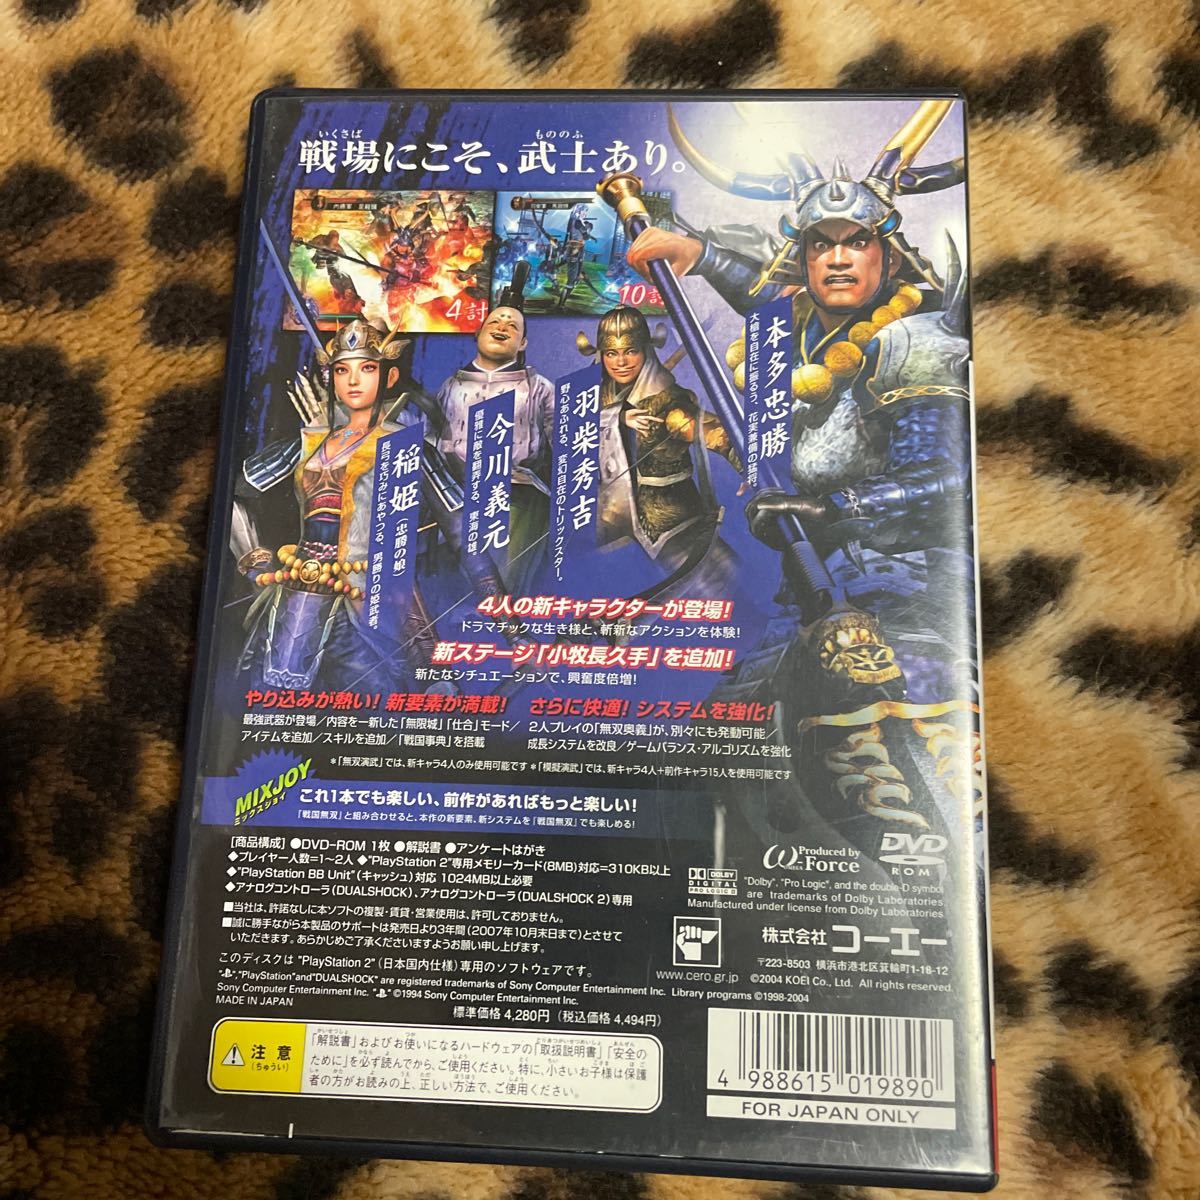 いくさば
もののふ
戦場にこそ、武士あり。
4討
10討
本多忠勝
大槍を自在に振るう、花実兼備の猛将。
羽柴秀吉
野心あふれる、変幻自在のトリックスター。
今川義元
優雅に敵を翻弄する、東海の雄。
稲姫(忠勝の娘)
長弓を巧みにあやつる、男勝りの姫武者。
4人の新キャラクターが登場!
ドラマチックな生き様と、斬新なアクションを体験!
新ステージ「小牧長久手」を追加!
新たなシチュエーションで、興奮度倍増!
やり込みが熱い! 新要素が満載!
最強武器が登場/内容を一新した「無限城」「仕合」モード/
アイテムを追加/スキルを追加/「戦国事典」を搭載
さらに快適! システムを強化!
2人プレイの「無双奥義」が、別々にも発動可能/
成長システムを改良/ゲームバランス・アルゴリズムを強化
*「無双演武」では、新キャラ4人のみ使用可能です *「模擬演武」では、新キャラ4人+前作キャラ15人を使用可能です
MIXJOY
ミックスジョイ
これ1本でも楽しい、前作があればもっと楽しい!
「戦国無双」と組み合わせると、本作の新要素、新システムを「戦国無双」でも楽しめる!
[商品構成] ●DVD-ROM 1枚 ●解説書 ●アンケートはがき
◆プレイヤー人数=1~2人 ◆"PlayStation 2"専用メモリーカード(8MB)対応=310KB以上
◆"PlayStation BB Unit"(キャッシュ)対応 1024MB以上必要
◆アナログコントローラ(DUALSHOCK)、アナログコントローラ(DUALSHOCK 2)専用
■当社は、許諾なしに本ソフトの複製・賃貸・営業使用は、許可しておりません。
■誠に勝手ながら本製品のサポートは発売日より3年間(2007年10月末日まで)とさせて
いただきます。あらかじめご了承くださいますようお願い申し上げます。
このディスクは "PlayStation 2"(日本国内仕様)専用のソフトウェアです。
"PlayStation"and"DUALSHOCK" are registered trademarks of Sony Computer Entertainment Inc. Library programs ©1998-2004
Sony Computer Entertainment Inc. " "©1994 Sony Computer Entertainment Inc.
MADE IN JAPAN
標準価格 4,280円(税込価格 4,494円)
Produced by
ω-Force
OMEGA
DVD
ROM
DOLBY
DIGITAL
PRO LOGIC II
"Dolby", "Pro Logic", and the double-D symbol
are trademarks of Dolby Laboratories.
Manufactured under license from Dolby Laboratories.
www.cero.gr.jp
株式会社 コーエー
〒223-8503 横浜市港北区箕輪町1-18-12
©2004 KOEI Co., Ltd. All rights reserved.
注意
(ちゅうい)
「解説書」およびお使いになるハードウェアの「取扱説明書」「安全の
ために」を必ず読んでから、ご使用ください。特に、小さいお子様は保護
者の方がお読みの上、正しい方法で、ご使用ください。
4 988615 019890
FOR JAPAN ONLY